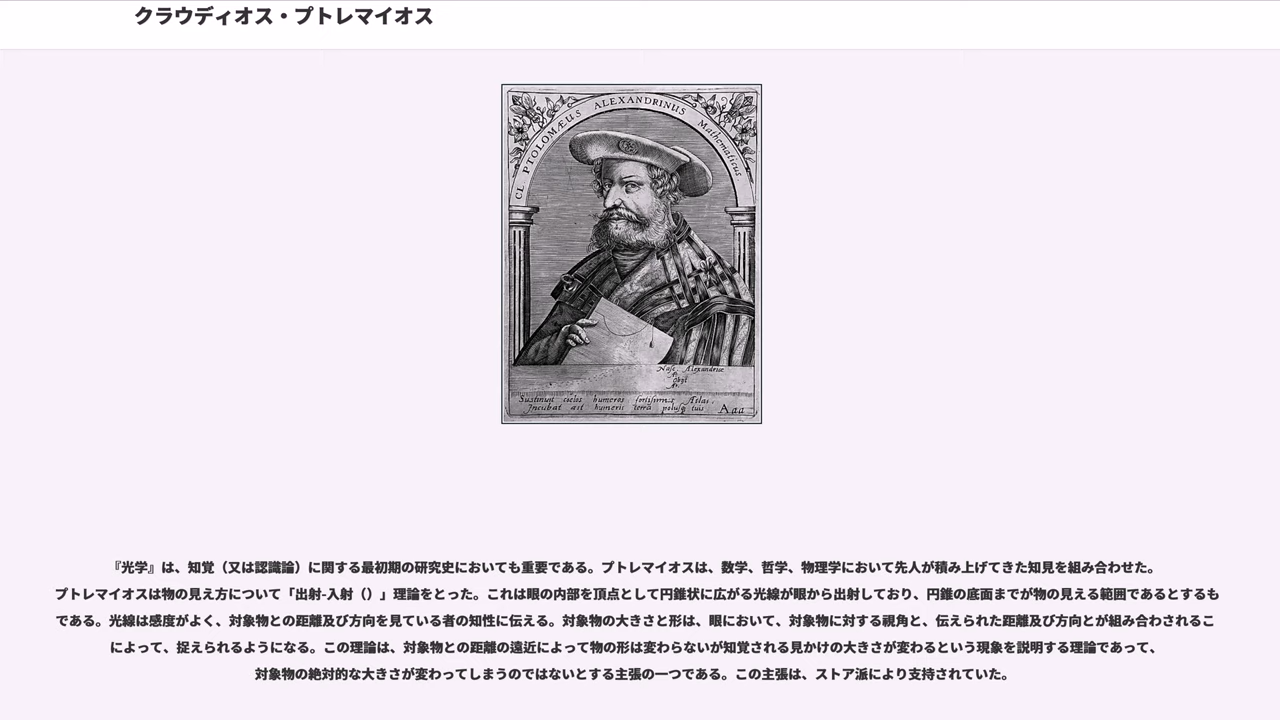 クラウディオス・プトレマイオス
CL PTOLOMÆUS ALEXANDRINUS Mathematicus
Nasc. Alexandriæ
Obyt
Sustinuit cielos humeros fortissimus Atlas.
Incubat ast humeris terrā polusq tuis
Aaa
『光学』は、知覚（又は認識論）に関する最初期の研究史においても重要である。プトレマイオスは、数学、哲学、物理学において先人が積み上げてきた知見を組み合わせた。
プトレマイオスは物の見え方について「出射-入射（）」理論をとった。これは眼の内部を頂点として円錐状に広がる光線が眼から出射しており、円錐の底面までが物の見える範囲であるとするも
である。光線は感度がよく、対象物との距離及び方向を見ている者の知性に伝える。対象物の大きさと形は、眼において、対象物に対する視角と、伝えられた距離及び方向とが組み合わされるこ
によって、捉えられるようになる。この理論は、対象物との距離の遠近によって物の形は変わらないが知覚される見かけの大きさが変わるという現象を説明する理論であって、
対象物の絶対的な大きさが変わってしまうのではないとする主張の一つである。この主張は、ストア派により支持されていた。